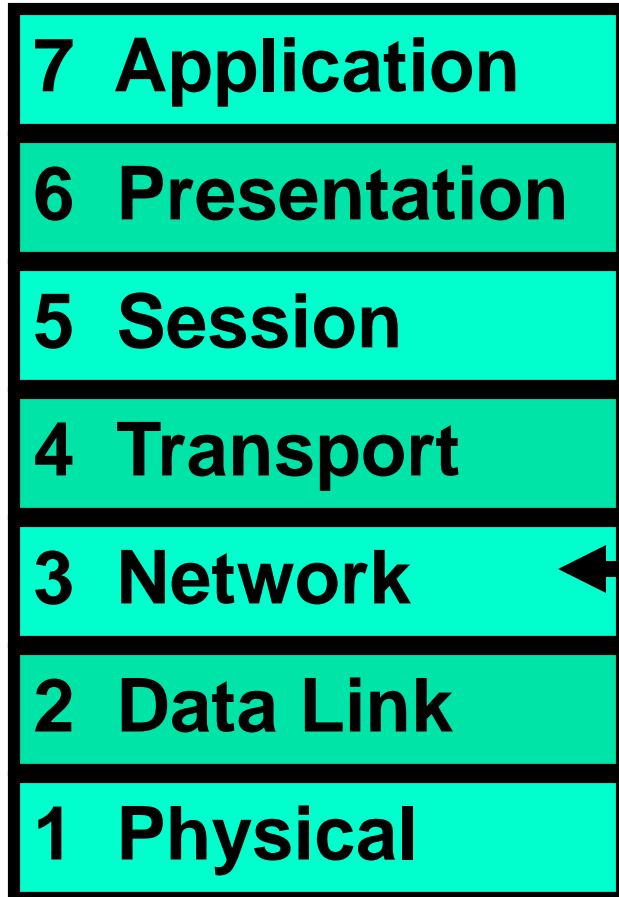 7 Application
6 Presentation
5 Session
4 Transport
3 Network
2 Data Link
1 Physical